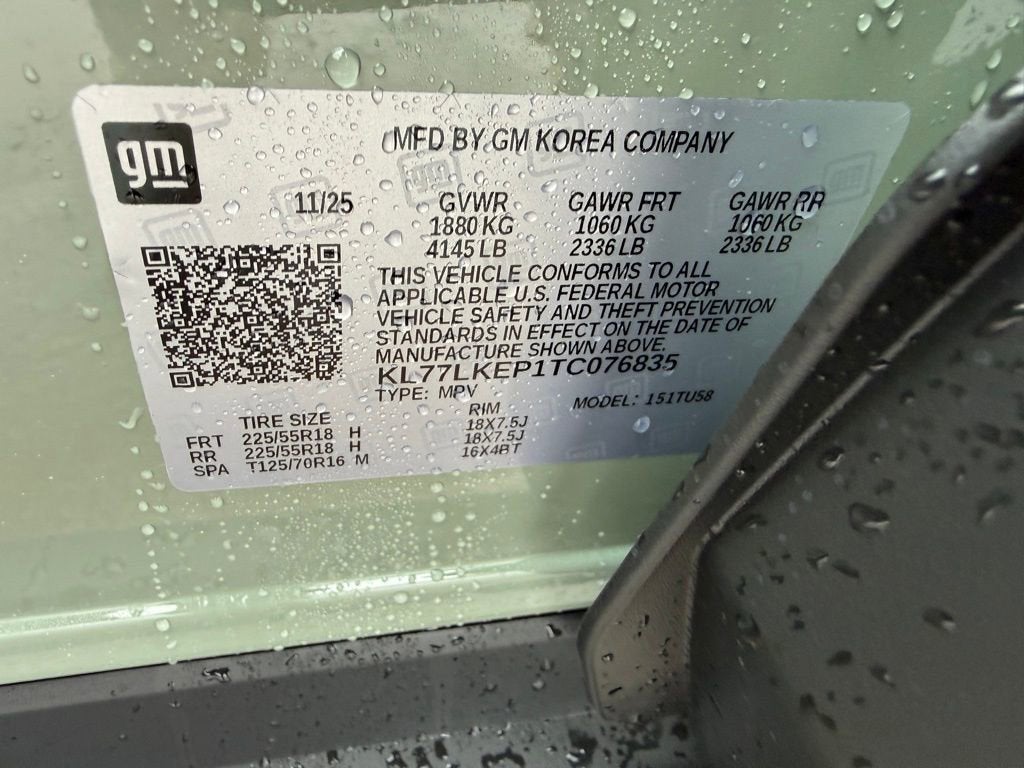 gm
MFD BY GM KOREA COMPANY
11/25 GVWR GAWR FRT GAWR RR
1880 KG 1060 KG 1060 KG
4145 LB 2336 LB 2336 LB
THIS VEHICLE CONFORMS TO ALL
APPLICABLE U.S. FEDERAL MOTOR
VEHICLE SAFETY AND THEFT PREVENTION
STANDARDS IN EFFECT ON THE DATE OF
MANUFACTURE SHOWN ABOVE.
KL77LKEP1TC076835
TYPE: MPV MODEL: 151TU58
TIRE SIZE RIM
FRT 225/55R18 H 18X7.5J
RR 225/55R18 H 18X7.5J
SPA T125/70R16 M 16X4BT